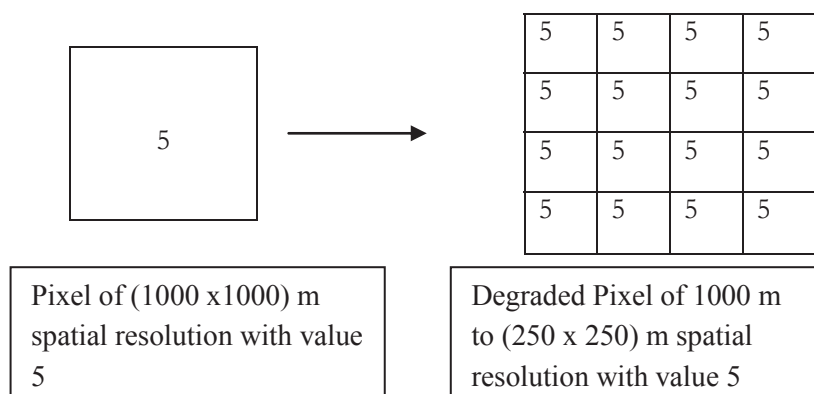 5
5 5 5 5
5 5 5 5
5 5 5 5
5 5 5 5
Pixel of (1000 x1000) m
spatial resolution with value
5
Degraded Pixel of 1000 m
to (250 x 250) m spatial
resolution with value 5